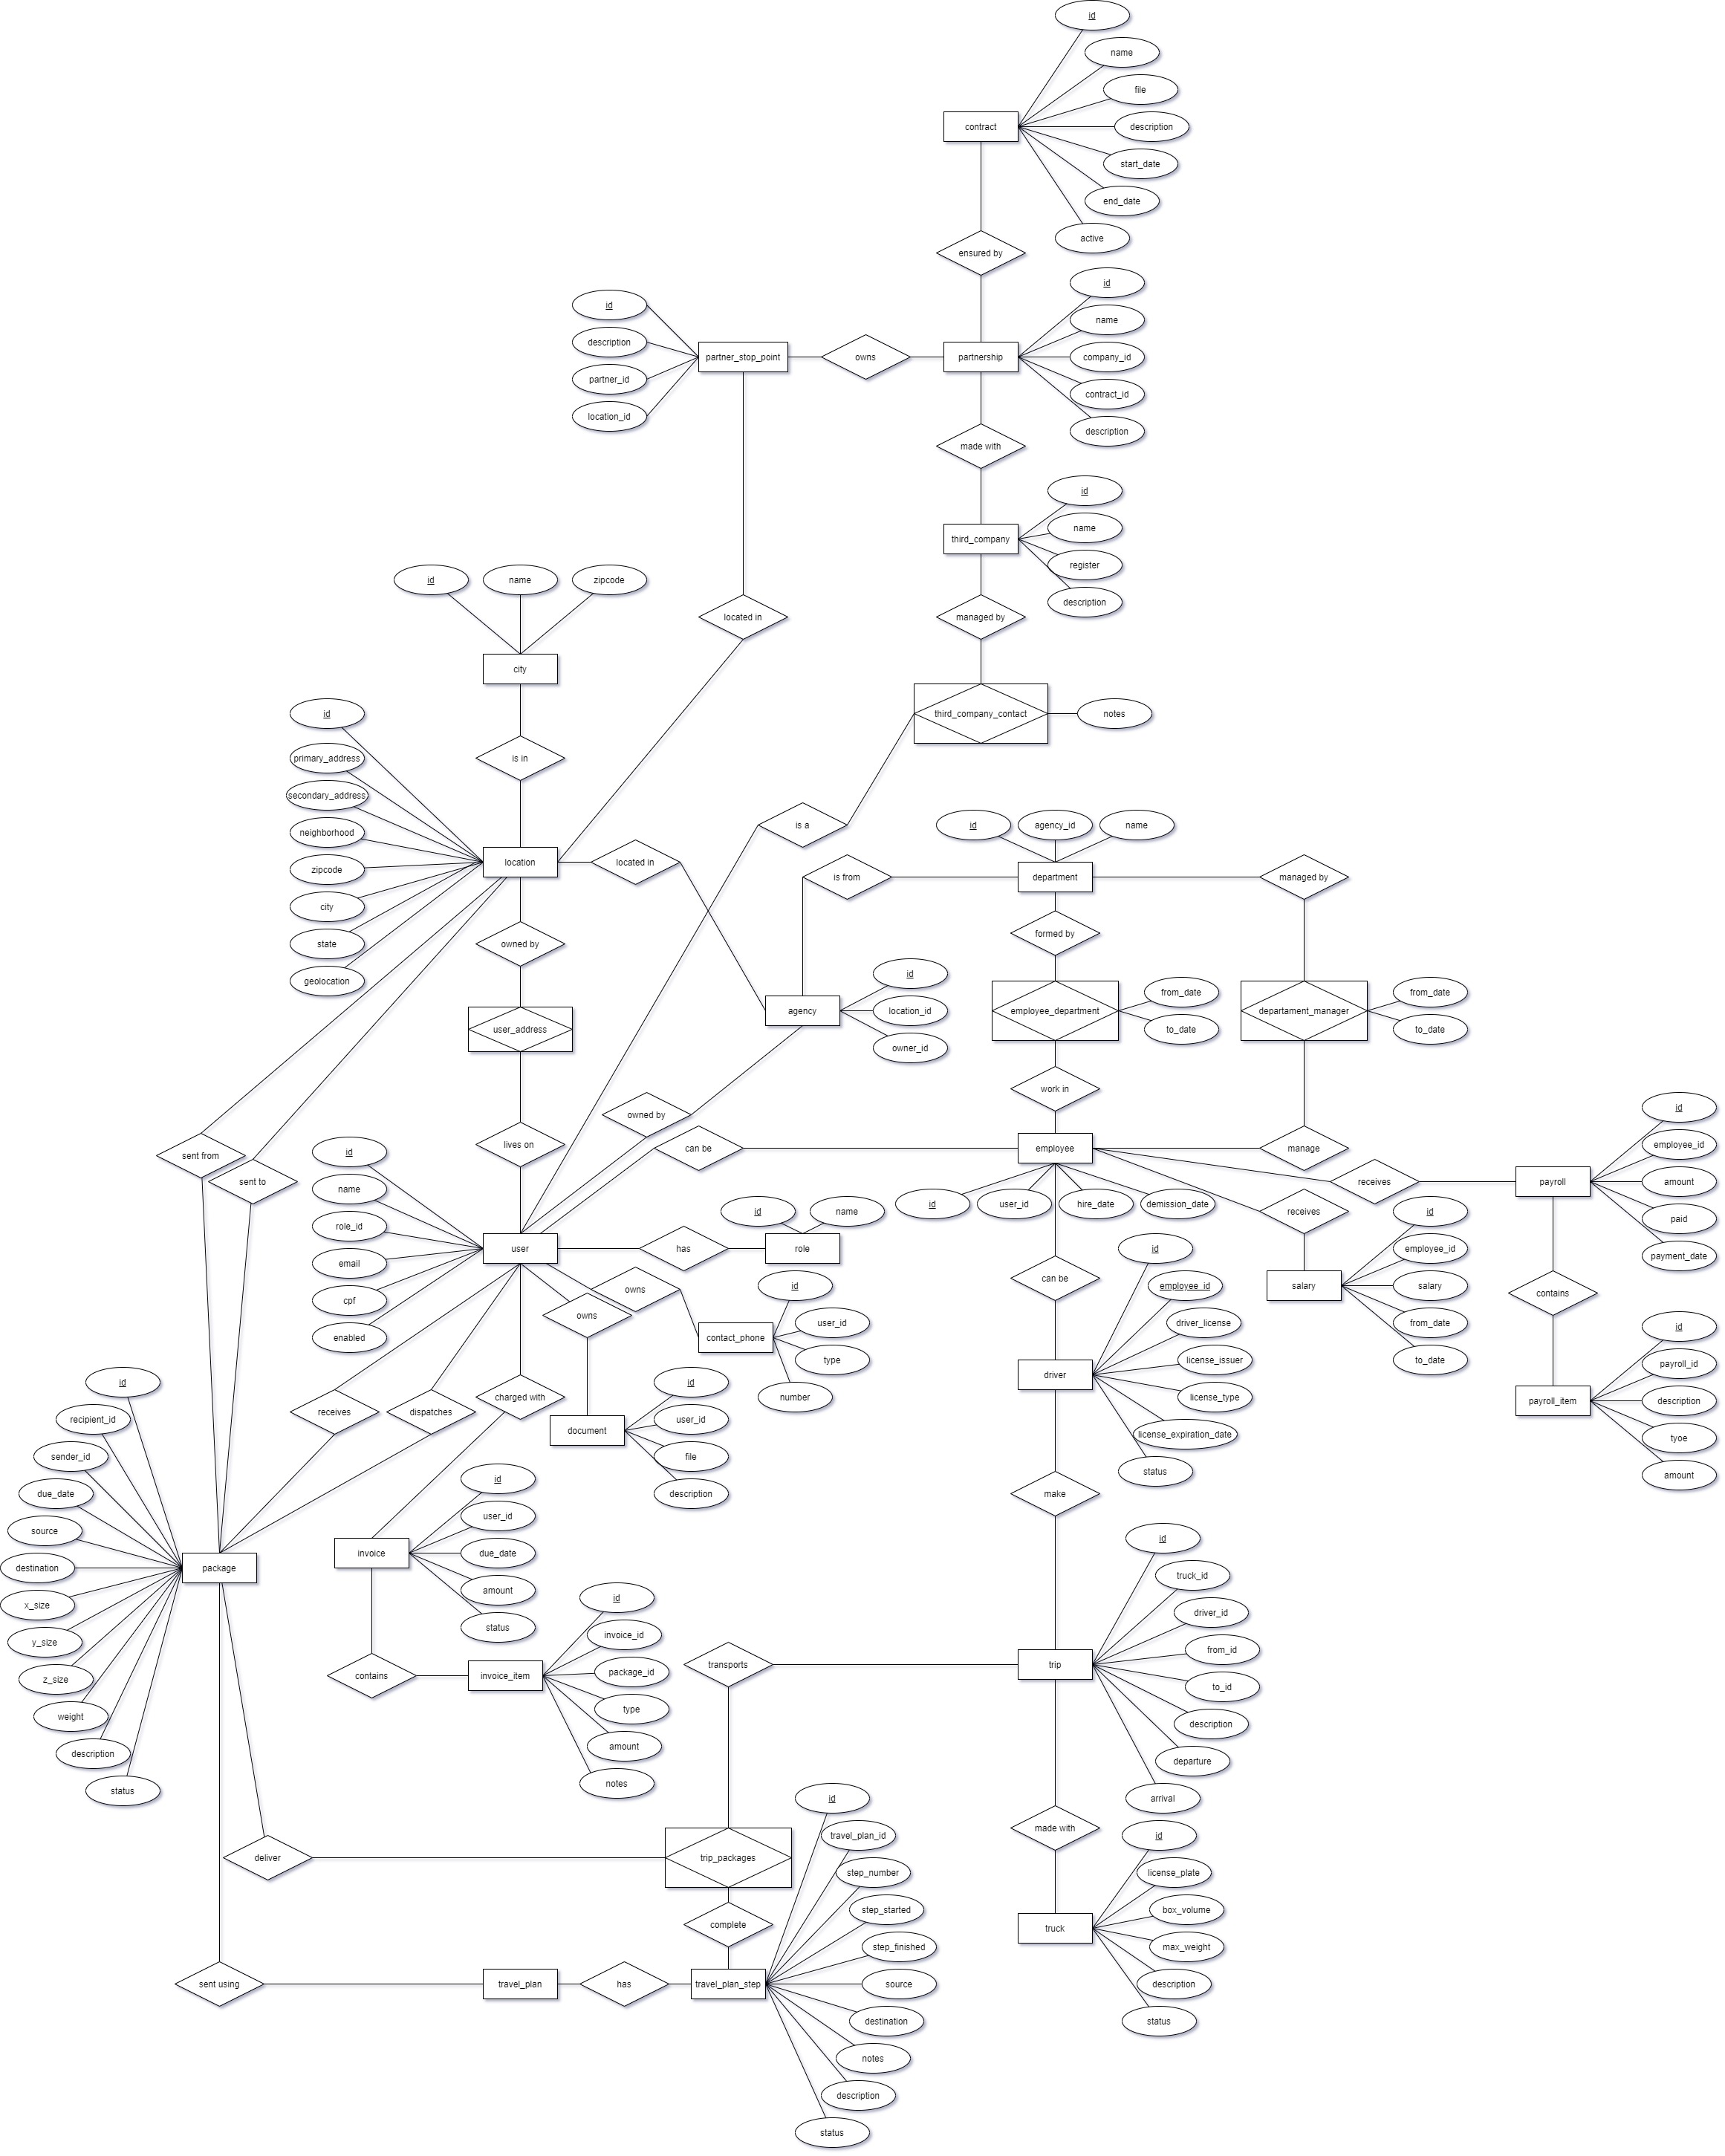 id
name
file
contract
description
start_date
end_date
active
ensured by
id
name
partnership
company_id
contract_id
description
id
description
partner_id
location_id
partner_stop_point
owns
made with
id
name
third_company
register
description
managed by
third_company_contact
notes
located in
id
name
zipcode
city
is in
id
primary_address
secondary_address
neighborhood
zipcode
city
state
geolocation
location
located in
is a
id
agency_id
name
is from
department
managed by
formed by
owned by
user_address
id
agency
location_id
owner_id
employee_department
from_date
to_date
departament_manager
from_date
to_date
work in
owned by
can be
lives on
employee
manage
sent from
sent to
id
user_id
hire_date
demission_date
receives
receives
id
employee_id
payroll
amount
paid
payment_date
id
employee_id
salary
salary
from_date
to_date
contains
id
payroll_id
payroll_item
description
tyoe
amount
id
name
role_id
email
cpf
enabled
user
has
id
name
role
owns
owns
id
contact_phone
user_id
type
number
can be
id
employee_id
driver_license
license_issuer
driver
license_type
license_expiration_date
status
receives
dispatches
charged with
id
document
user_id
file
description
make
id
recipient_id
sender_id
due_date
source
destination
x_size
y_size
z_size
weight
description
status
package
id
user_id
invoice
due_date
amount
status
contains
invoice_item
id
invoice_id
package_id
type
amount
notes
transports
trip
id
truck_id
driver_id
from_id
to_id
description
departure
arrival
made with
id
license_plate
box_volume
truck
max_weight
description
status
deliver
trip_packages
complete
sent using
travel_plan
has
travel_plan_step
id
travel_plan_id
step_number
step_started
step_finished
source
destination
notes
description
status